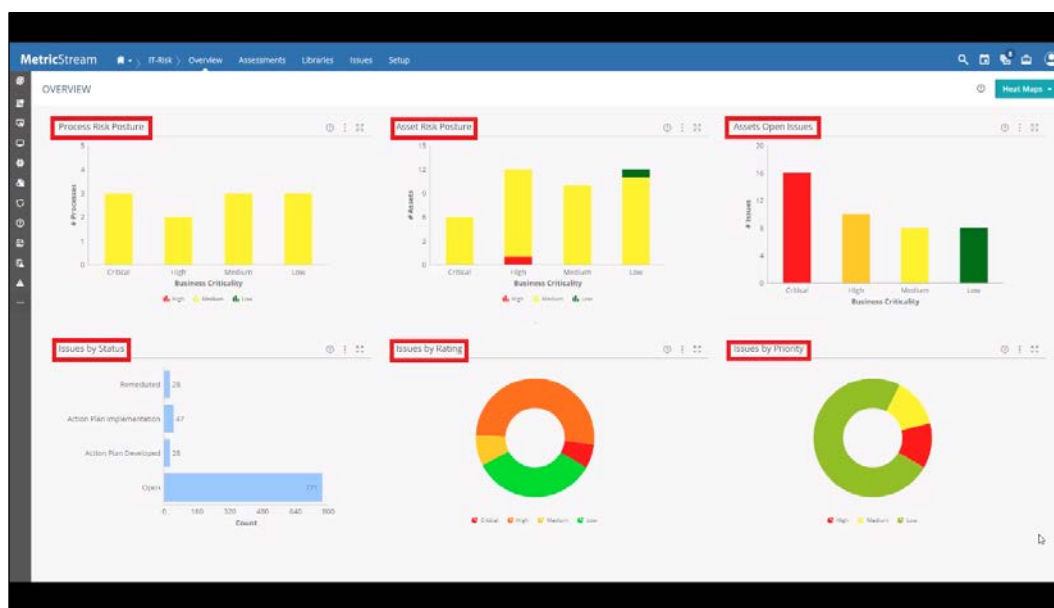 MetricStream IT-Risk Overview Assessments Libraries Issues Setup
8
OVERVIEW
Heat Maps
Process Risk Posture
5
4
3
2
1
0
# Processes
Critical High Medium Low
Business Criticality
High Medium Low
Asset Risk Posture
15
12
9
6
0
# Assets
Critical High Medium Low
Business Criticality
High Medium Low
Assets Open Issues
20
16
12
8
4
0
# Issues
Critical High Medium Low
Business Criticality
Issues by Status
Remediated 28
Action Plan Implementation 47
Action Plan Developed 28
Open 771
0 160 320 480 640 800
Count
Issues by Rating
Critical High Medium Low
Issues by Priority
High Medium Low